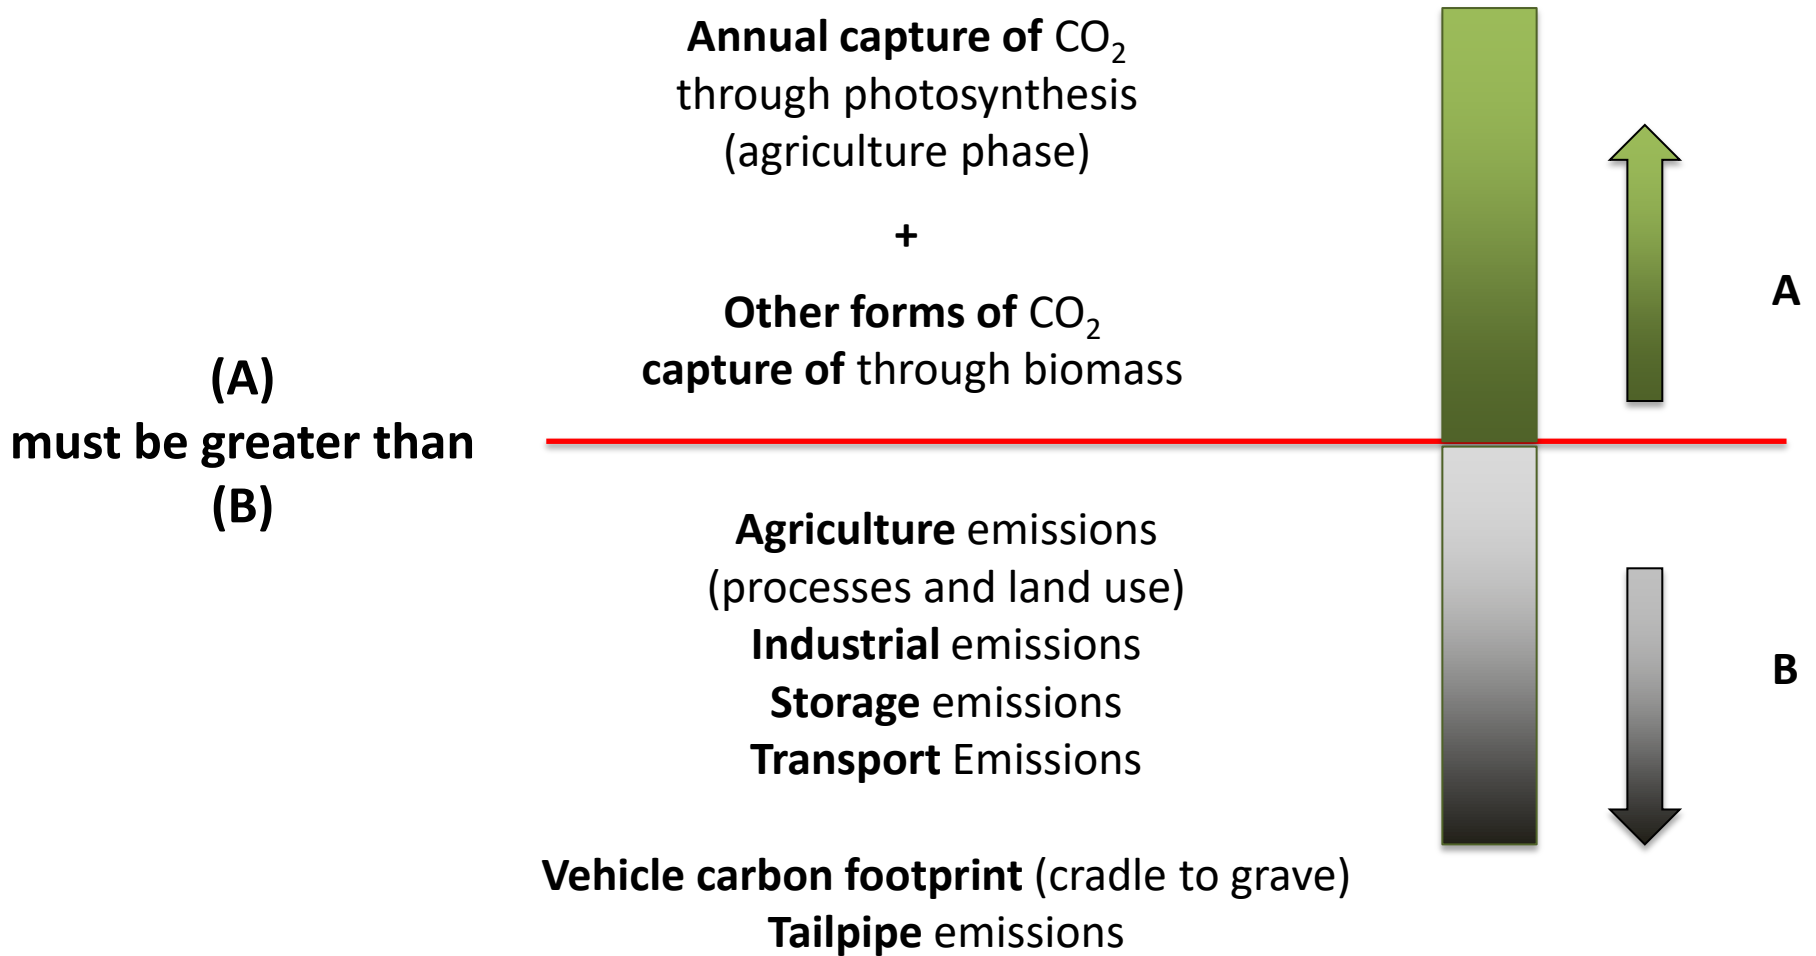 Annual capture of CO₂
through photosynthesis
(agriculture phase)
+
Other forms of CO₂
capture of through biomass
A
(A)
must be greater than
(B)
Agriculture emissions
(processes and land use)
Industrial emissions
Storage emissions
Transport Emissions
B
Vehicle carbon footprint (cradle to grave)
Tailpipe emissions